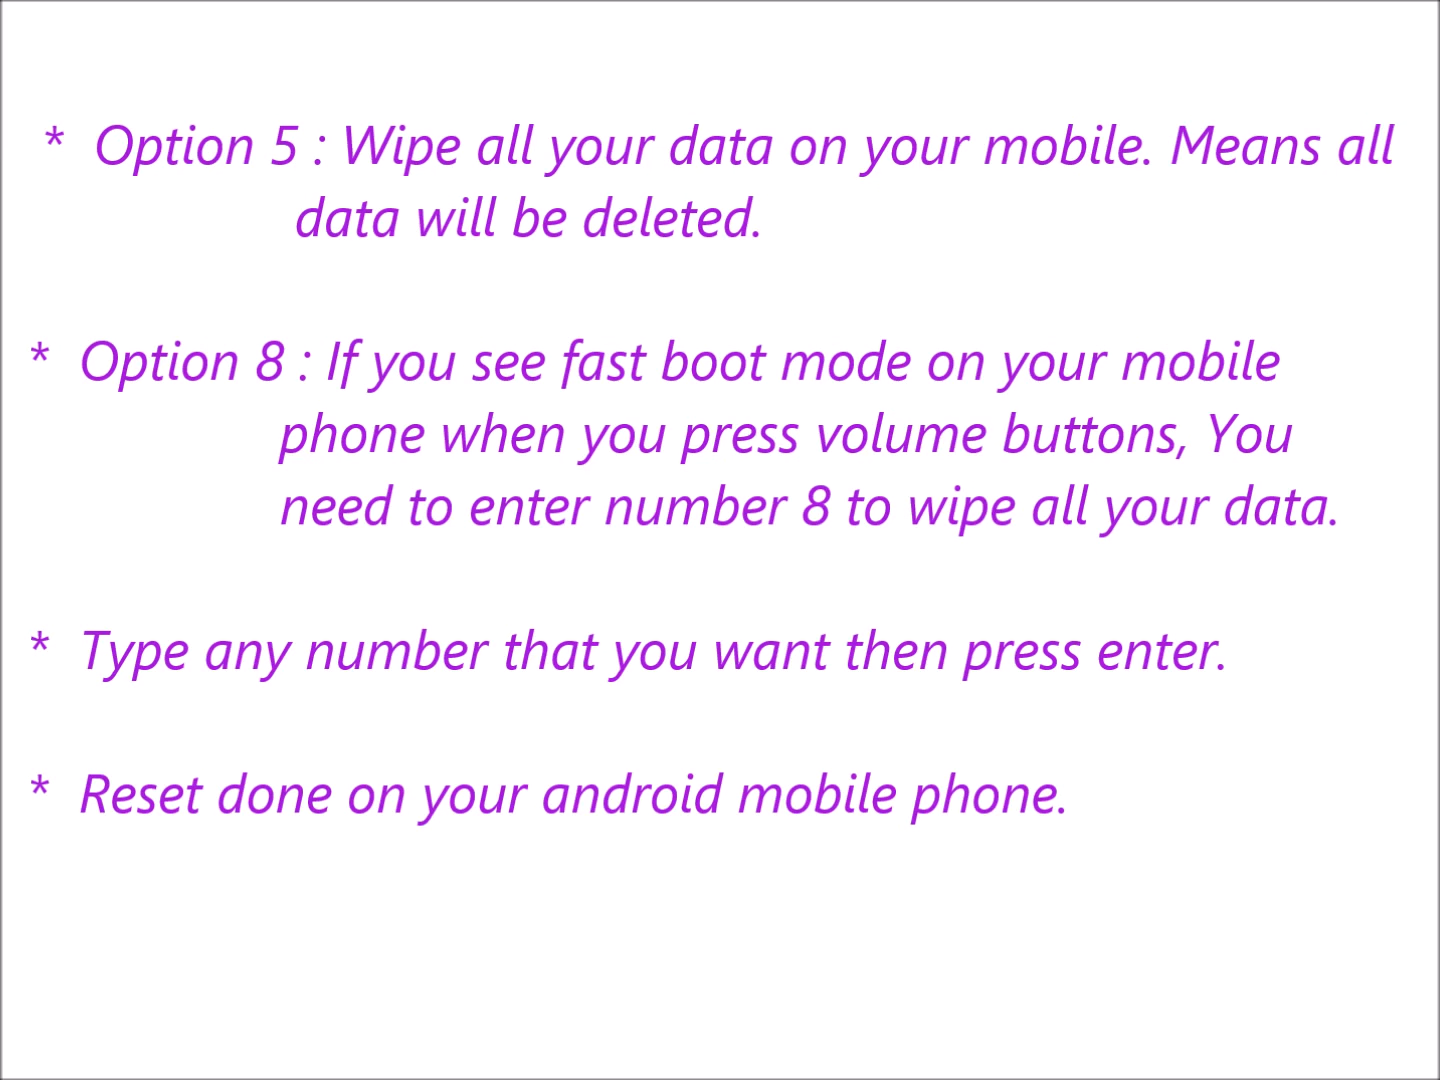 * Option 5 : Wipe all your data on your mobile. Means all
data will be deleted.
* Option 8 : If you see fast boot mode on your mobile
phone when you press volume buttons, You
need to enter number 8 to wipe all your data.
* Type any number that you want then press enter.
* Reset done on your android mobile phone.